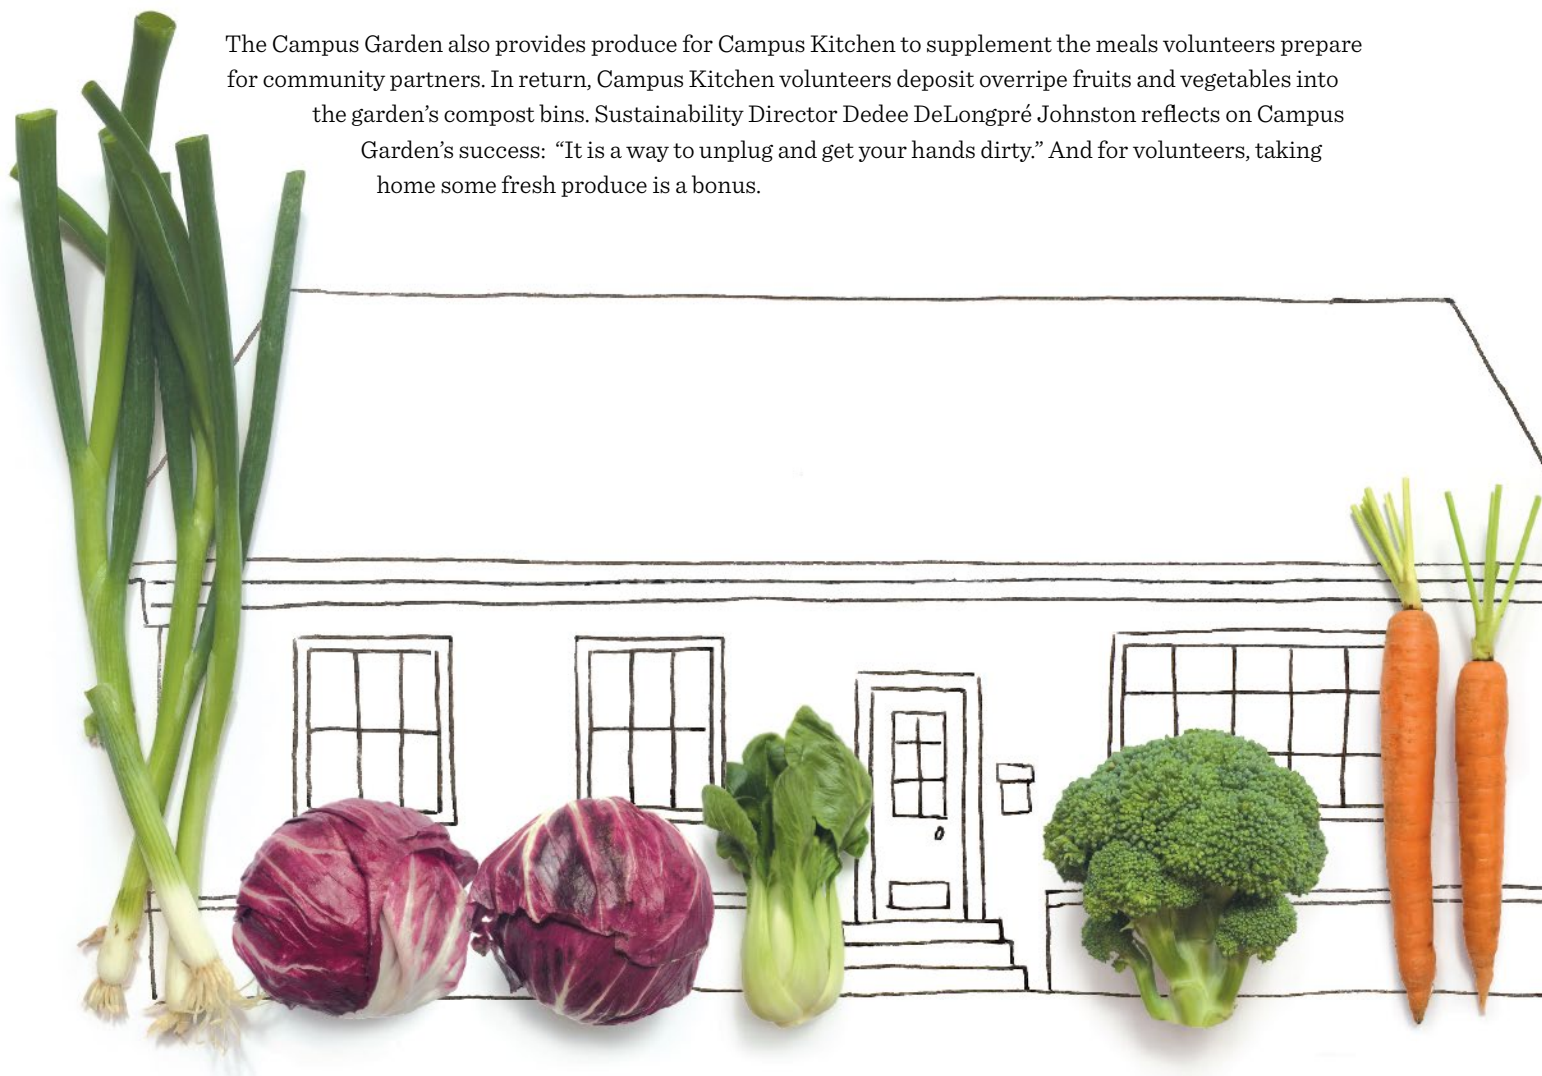 The Campus Garden also provides produce for Campus Kitchen to supplement the meals volunteers prepare
for community partners. In return, Campus Kitchen volunteers deposit overripe fruits and vegetables into
the garden’s compost bins. Sustainability Director Dedee DeLongpré Johnston reflects on Campus
Garden’s success:  “It is a way to unplug and get your hands dirty.” And for volunteers, taking
home some fresh produce is a bonus.